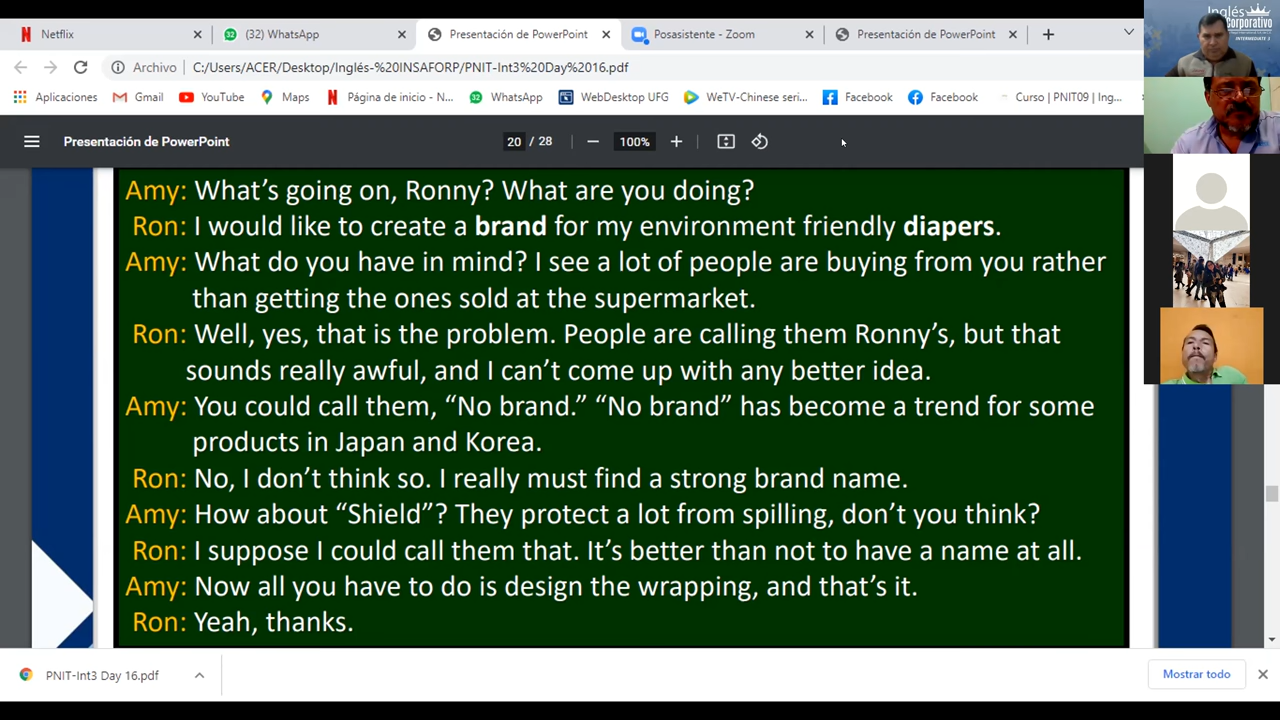 Netflix
(32) WhatsApp
Presentación de PowerPoint
Posasistente - Zoom
Presentación de PowerPoint
Archivo
C:/Users/ACER/Desktop/Inglés-%20INSAFORP/PNIT-Int3%20Day%2016.pdf
Aplicaciones
Gmail
YouTube
Maps
Página de inicio - N...
WhatsApp
WebDesktop UFG
WeTV-Chinese seri...
Facebook
Facebook
Curso | PNIT09 | Ing...
Presentación de PowerPoint
20 / 28
100%
Amy: What's going on, Ronny? What are you doing?
Ron: I would like to create a brand for my environment friendly diapers.
Amy: What do you have in mind? I see a lot of people are buying from you rather
than getting the ones sold at the supermarket.
Ron: Well, yes, that is the problem. People are calling them Ronny's, but that
sounds really awful, and I can't come up with any better idea.
Amy: You could call them, “No brand.” “No brand” has become a trend for some
products in Japan and Korea.
Ron: No, I don't think so. I really must find a strong brand name.
Amy: How about “Shield”? They protect a lot from spilling, don't you think?
Ron: I suppose I could call them that. It's better than not to have a name at all.
Amy: Now all you have to do is design the wrapping, and that's it.
Ron: Yeah, thanks.
PNIT-Int3 Day 16.pdf
Mostrar todo
Inglés
Corporativo
INTERMEDIATE 3